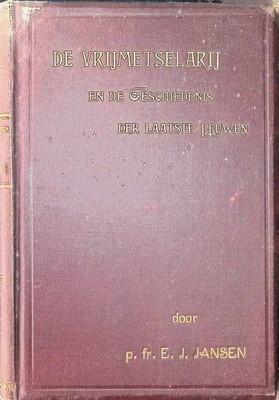 DE VRIJMETSELARIJ
EN DE GESCHIEDENIS
DER LAATSTE EEUWEN
door
p. fr. E. J. JANSEN